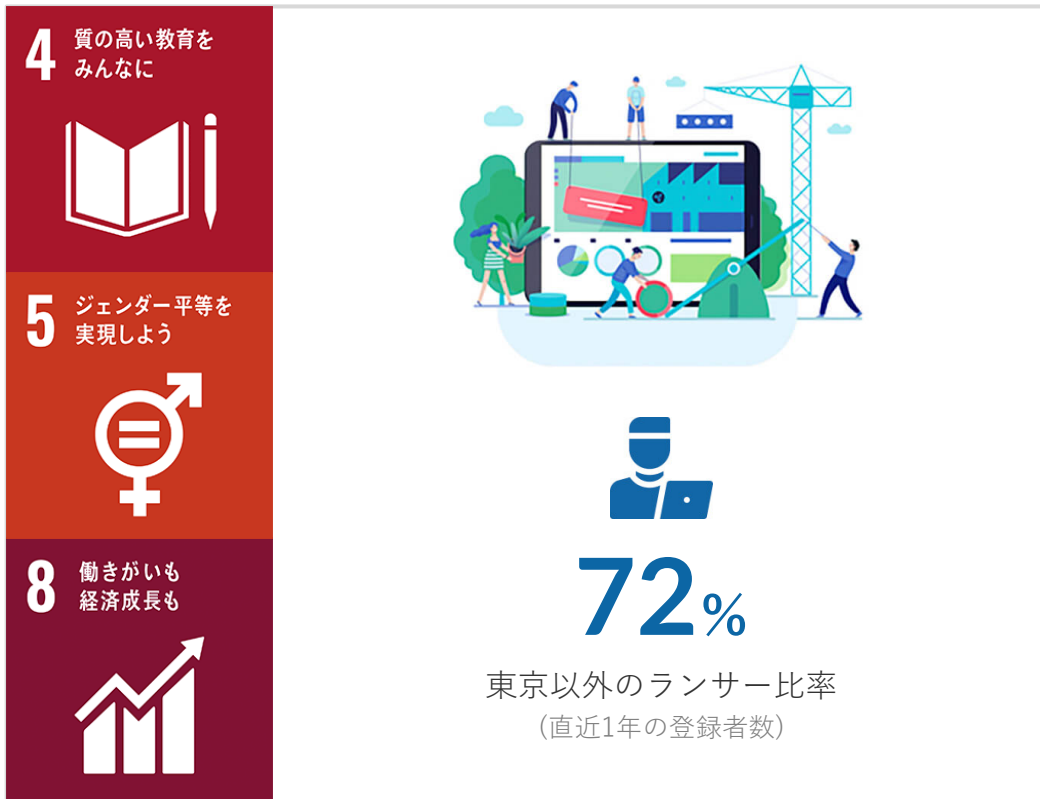 4
質の高い教育を
みんなに
5
ジェンダー平等を
実現しよう
8
働きがいも
経済成長も
72%
東京以外のランサー比率
(直近1年の登録者数)